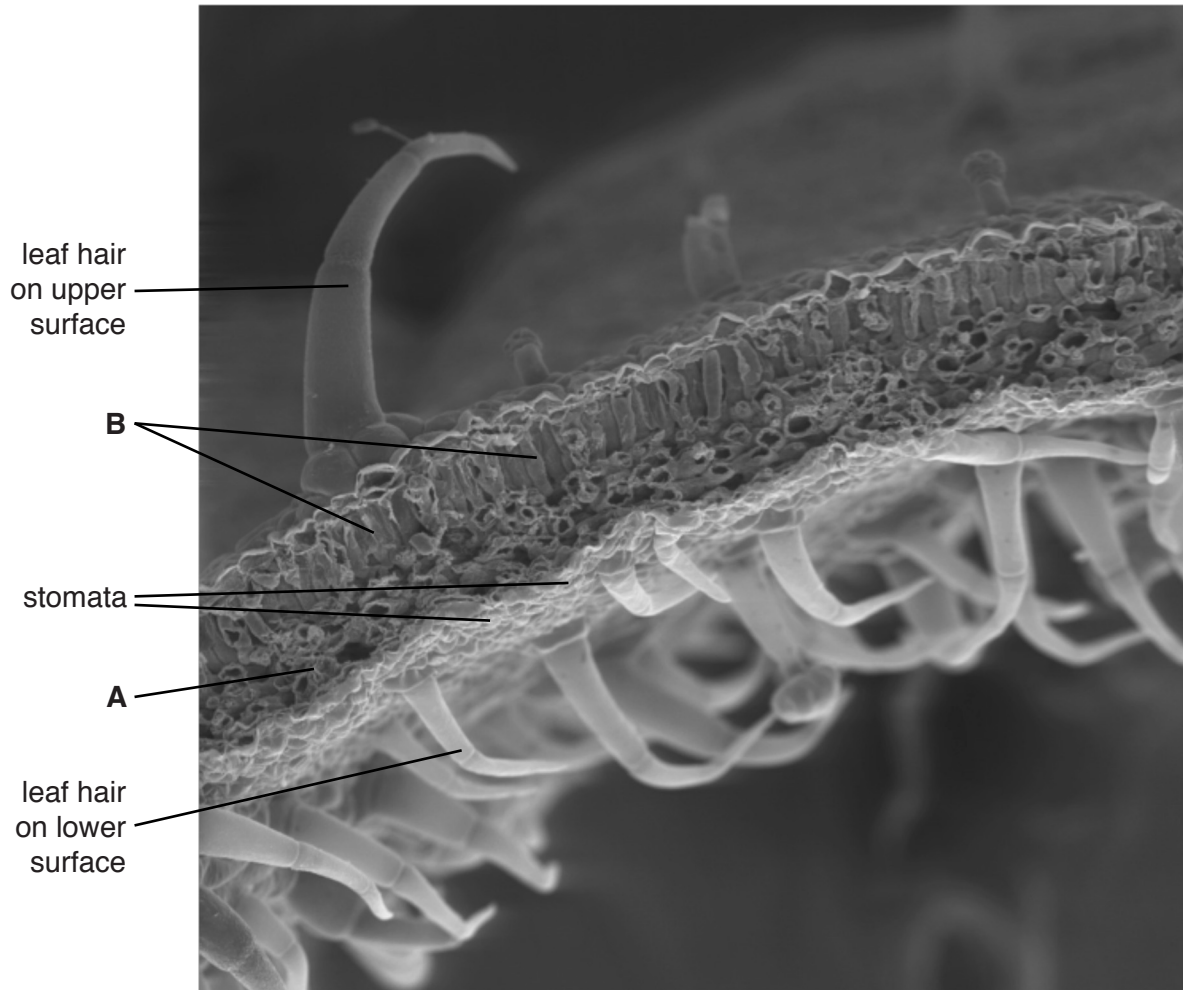 leaf hair
on upper
surface
B
stomata
A
leaf hair
on lower
surface